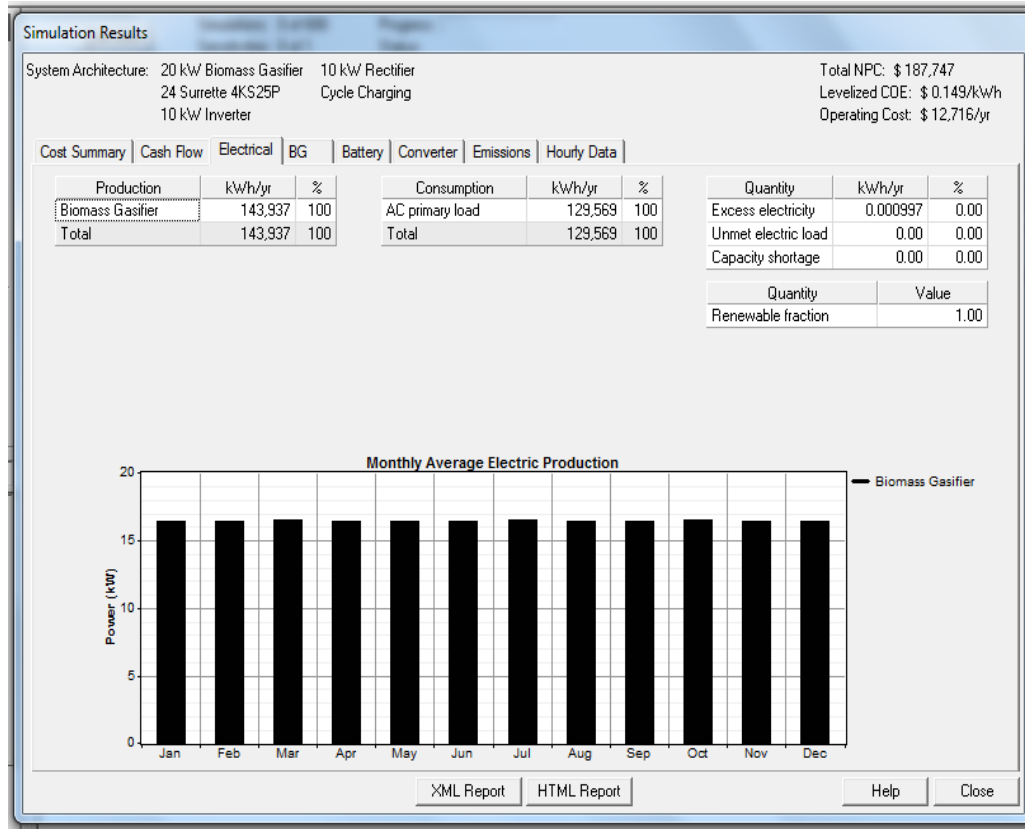 Simulation Results
System Architecture: 20 kW Biomass Gasifier 10 kW Rectifier Total NPC: $ 187,747
24 Surrette 4KS25P Cycle Charging Levelized COE: $ 0.149/kWh
10 kW Inverter Operating Cost: $ 12,716/yr
Cost Summary Cash Flow Electrical BG Battery Converter Emissions Hourly Data
Production kWh/yr % Consumption kWh/yr % Quantity kWh/yr %
Biomass Gasifier 143,937 100 AC primary load 129,569 100 Excess electricity 0.000997 0.00
Total 143,937 100 Total 129,569 100 Unmet electric load 0.00 0.00
Capacity shortage 0.00 0.00
Quantity Value
Renewable fraction 1.00
Monthly Average Electric Production
Biomass Gasifier
20
15
10
5
0
Power (kW)
Jan Feb Mar Apr May Jun Jul Aug Sep Oct Nov Dec
XML Report HTML Report Help Close